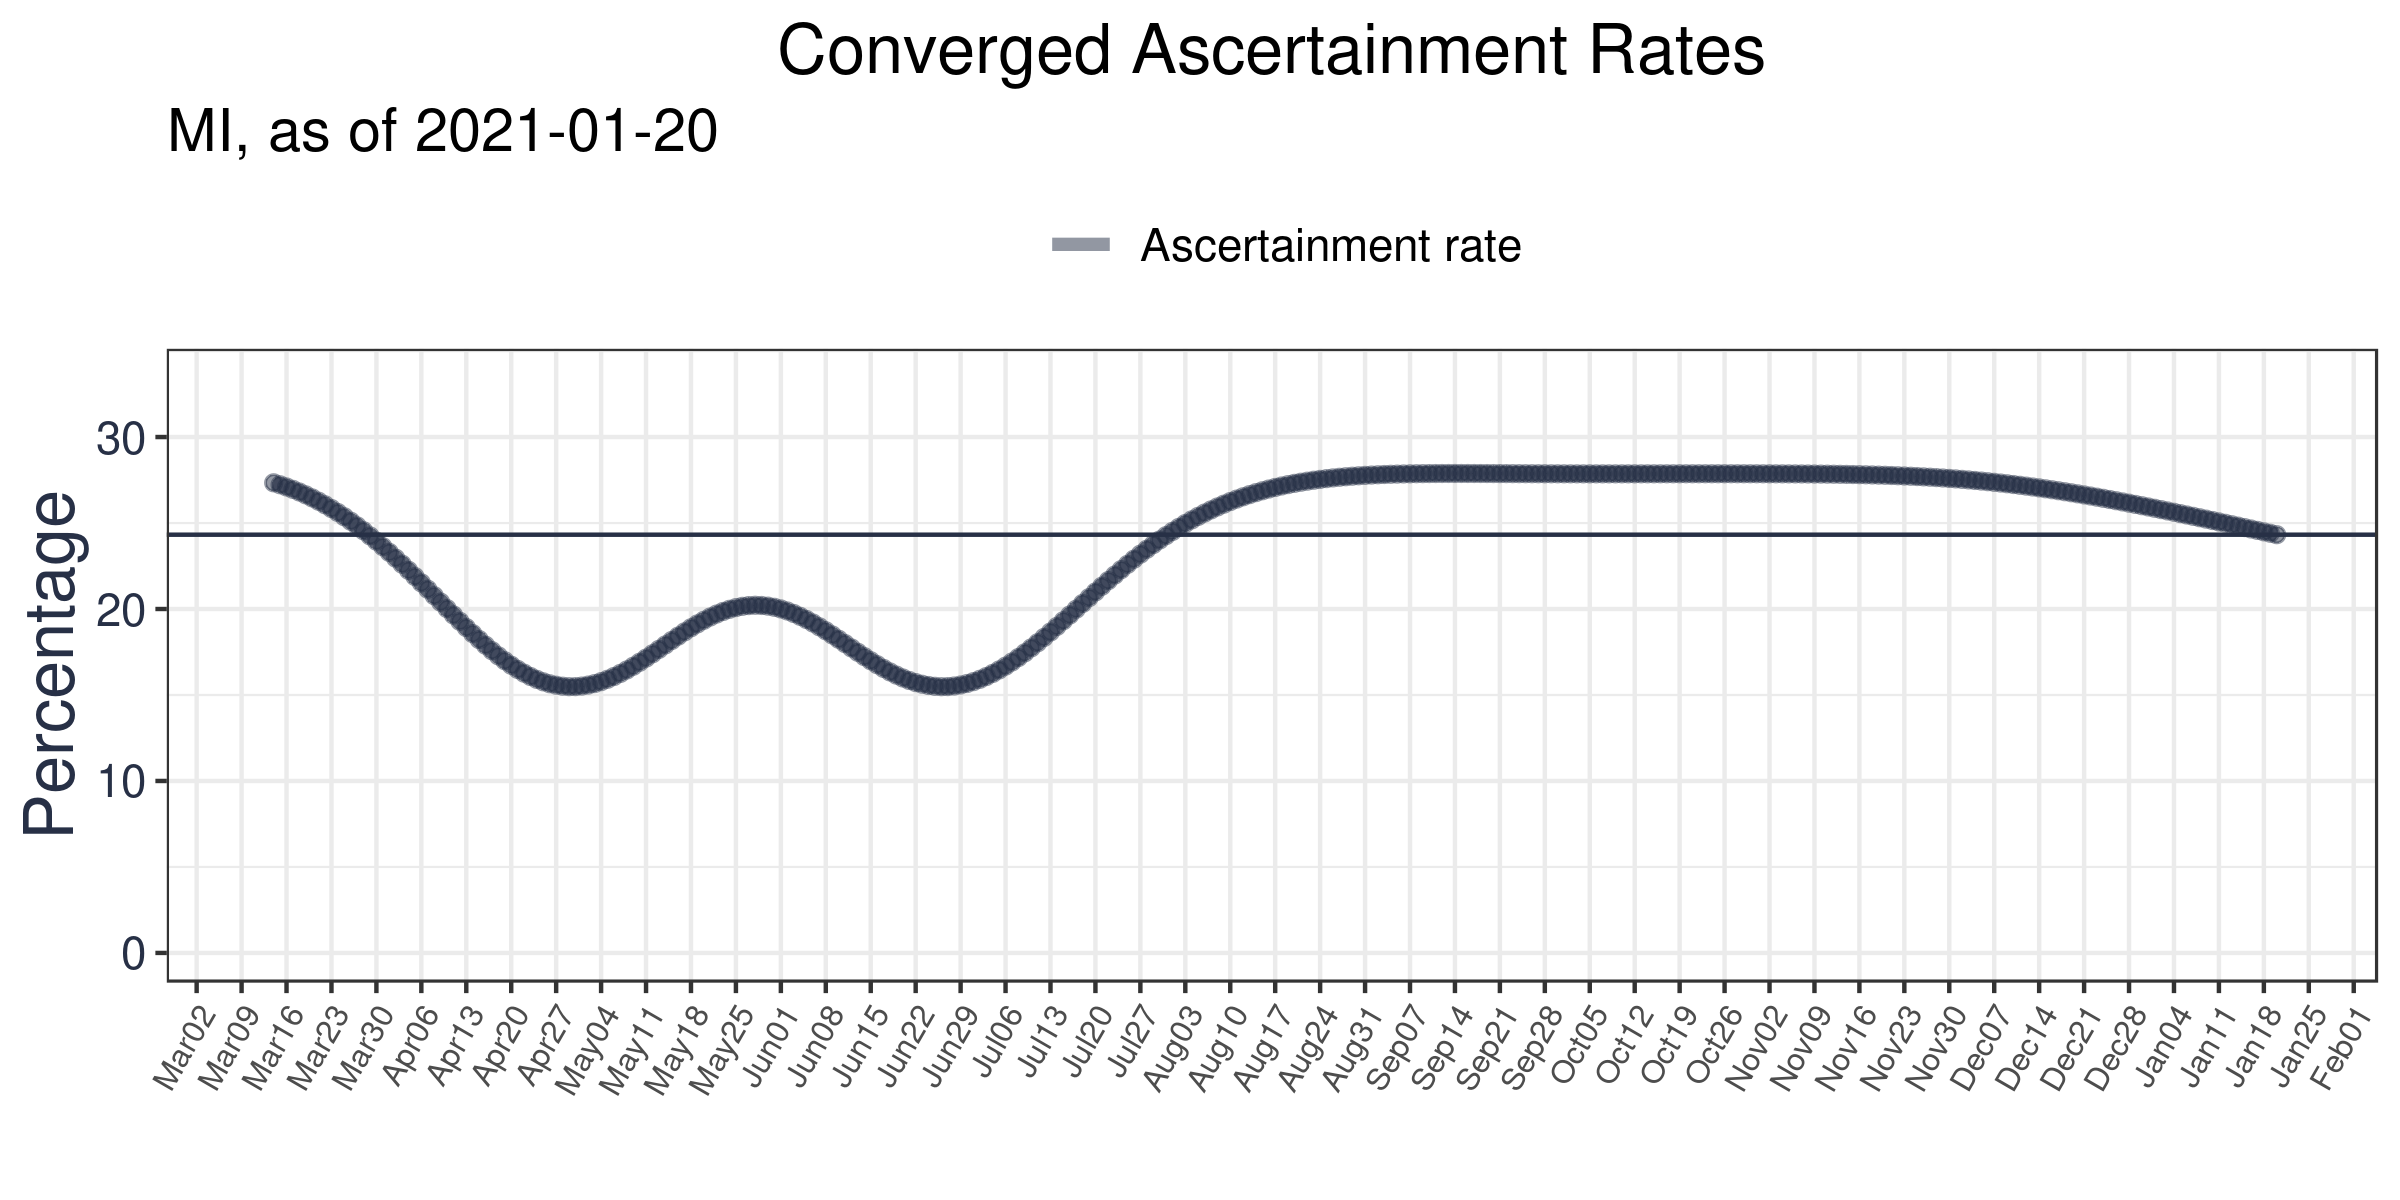 Converged Ascertainment Rates
MI, as of 2021-01-20
Ascertainment rate
Percentage
30
20
10
0
Mar02 Mar09 Mar16 Mar23 Mar30 Apr06 Apr13 Apr20 Apr27 May04 May11 May18 May25 Jun01 Jun08 Jun15 Jun22 Jun29 Jul06 Jul13 Jul20 Jul27 Aug03 Aug10 Aug17 Aug24 Aug31 Sep07 Sep14 Sep21 Sep28 Oct05 Oct12 Oct19 Oct26 Nov02 Nov09 Nov16 Nov23 Nov30 Dec07 Dec14 Dec21 Dec28 Jan04 Jan11 Jan18 Jan25 Feb01